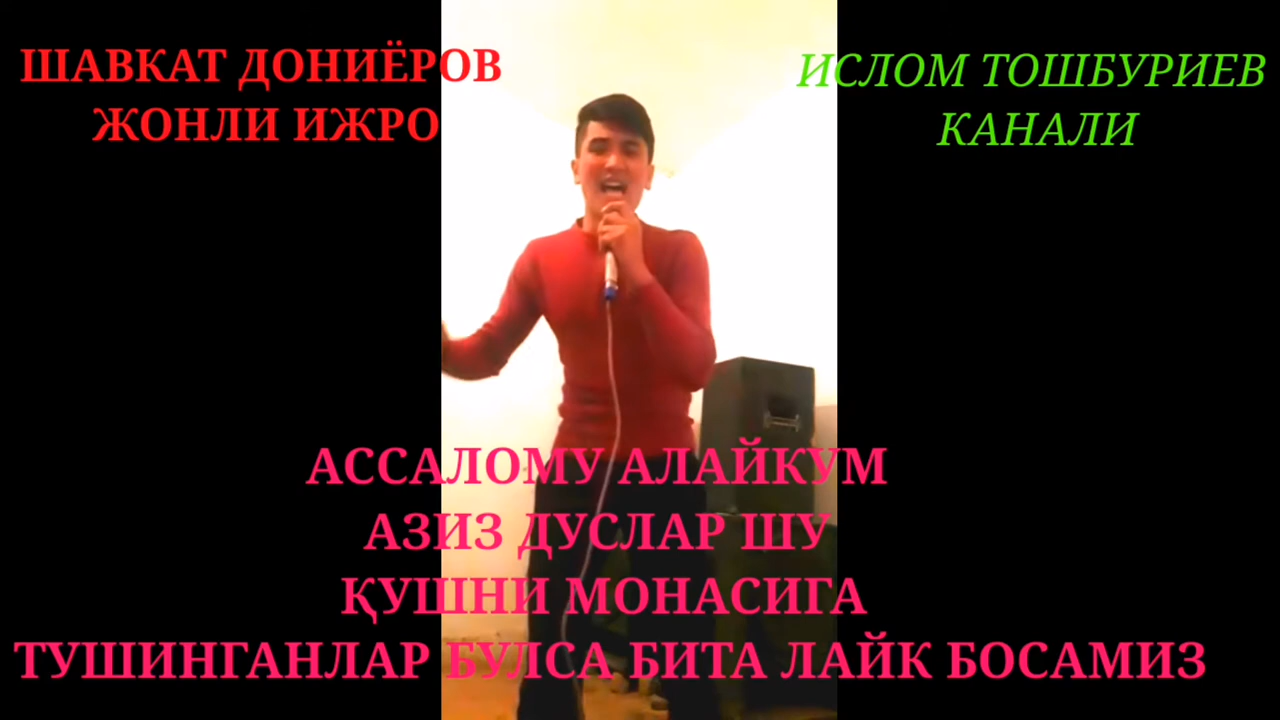 ШАВКАТ ДОНИЁРОВ
ЖОНЛИ ИЖРО
ИСЛОМ ТОШБУРИЕВ
КАНАЛИ
АССАЛОМУ АЛАЙКУМ
АЗИЗ ДУСЛАР ШУ
ҚУШНИ МОНАСИГА
ТУШИНГАНЛАР БУЛСА БИТА ЛАЙК БОСАМИЗ